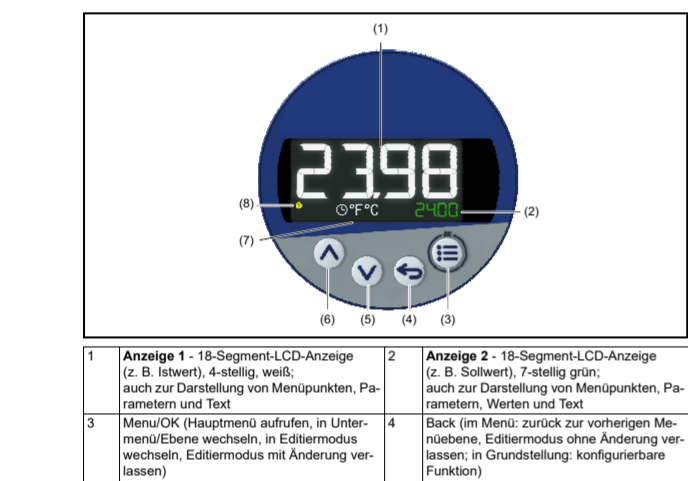 (1)
23.98
(8)
°F°C
24.00
(2)
(7)
(6)
(5)
(4)
(3)
1
Anzeige 1 - 18-Segment-LCD-Anzeige
(z. B. Istwert), 4-stellig, weiß;
auch zur Darstellung von Menüpunkten, Pa-
rametern und Text
2
Anzeige 2 - 18-Segment-LCD-Anzeige
(z. B. Sollwert), 7-stellig grün;
auch zur Darstellung von Menüpunkten, Pa-
rametern, Werten und Text
3
Menu/OK (Hauptmenü aufrufen, in Unter-
menü/Ebene wechseln, in Editiermodus
wechseln, Editiermodus mit Änderung ver-
lassen)
4
Back (im Menü: zurück zur vorherigen Me-
nüebene, Editiermodus ohne Änderung ver-
lassen; in Grundstellung: konfigurierbare
Funktion)